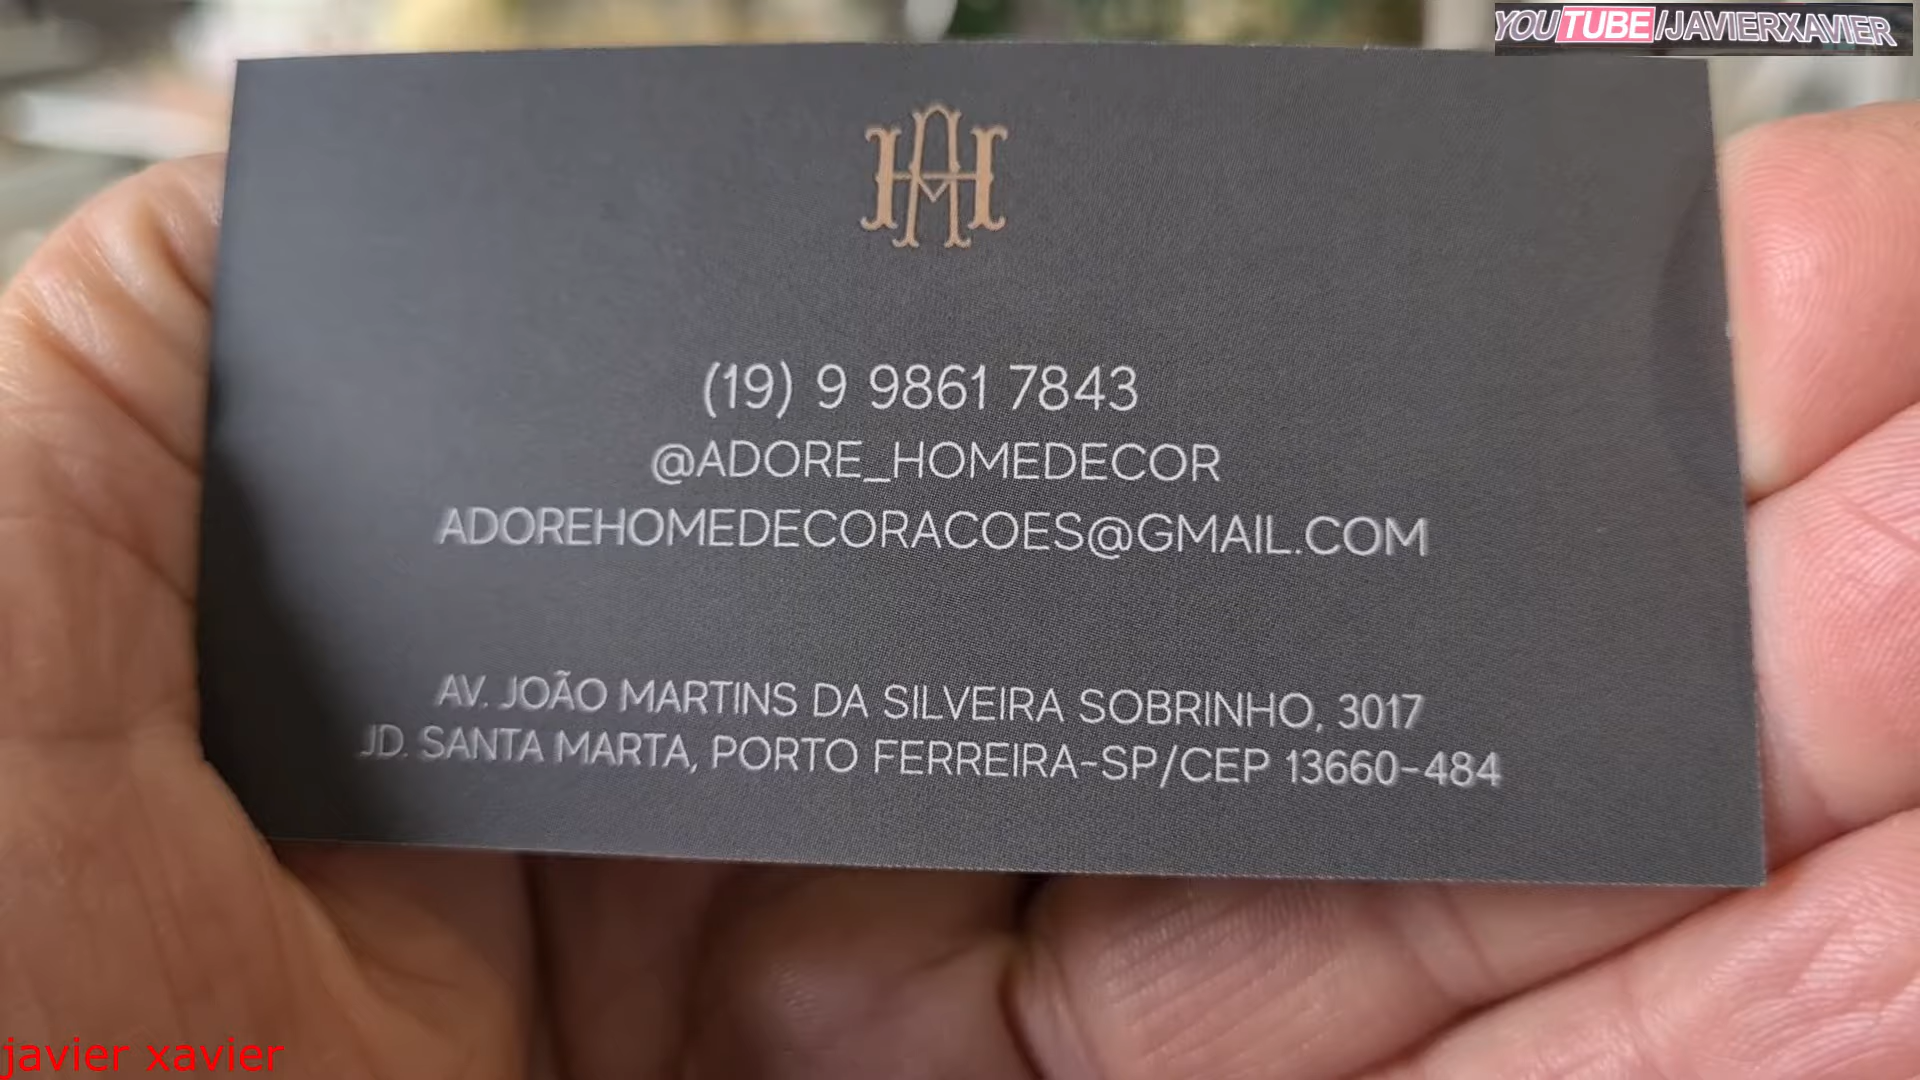 YOUTUBE/JAVIERXAVIER
AH
(19) 9 9861 7843
@ADORE_HOMEDECOR
ADOREHOMEDECORACOES@GMAIL.COM
AV. JOÃO MARTINS DA SILVEIRA SOBRINHO, 3017
JD. SANTA MARTA, PORTO FERREIRA-SP/CEP 13660-484
javier xavier